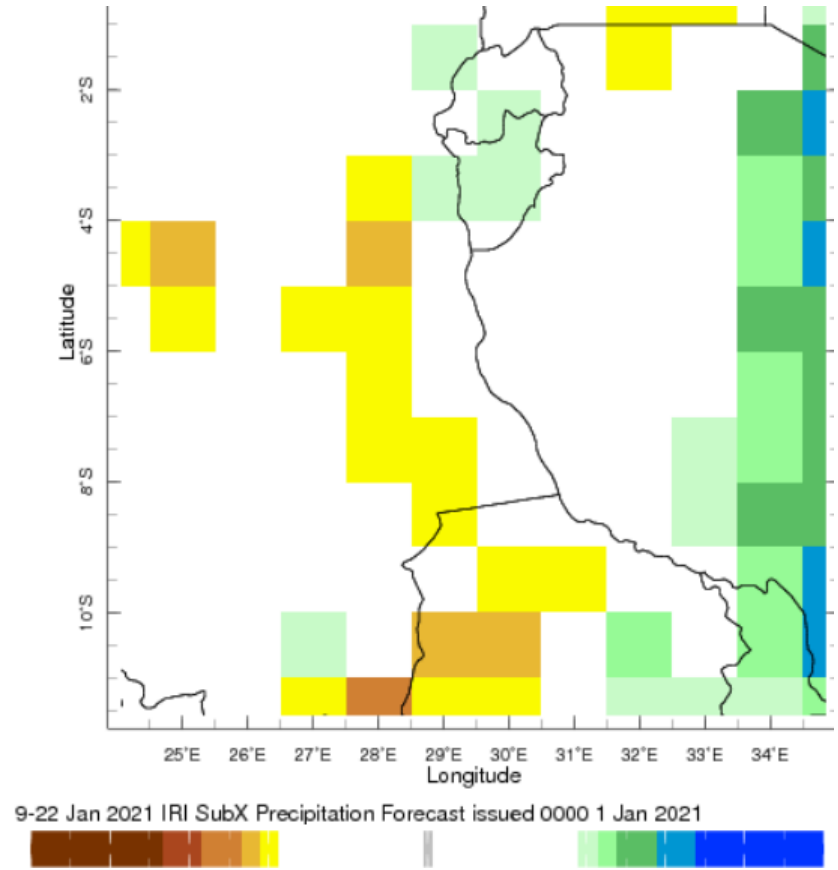 2°S
4°S
6°S
8°S
10°S
Latitude
25°E 26°E 27°E 28°E 29°E 30°E 31°E 32°E 33°E 34°E
Longitude
9-22 Jan 2021 IRI SubX Precipitation Forecast issued 0000 1 Jan 2021